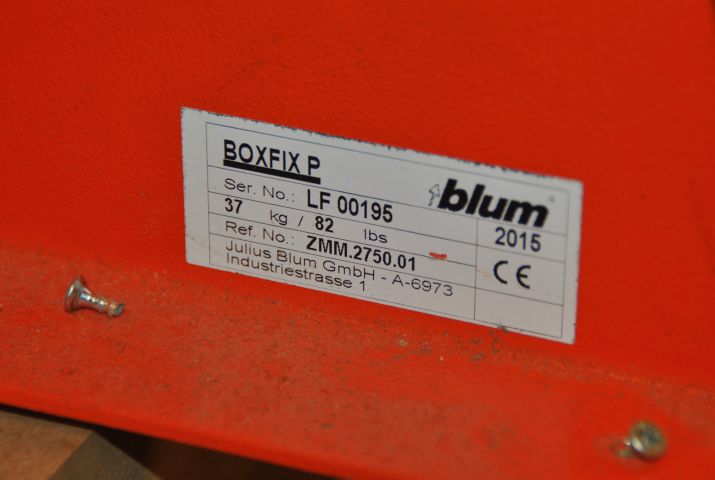 BOXFIX P
Ser. No.: LF 00195
37 kg / 82 lbs
Ref. No.: ZMM.2750.01
Julius Blum GmbH - A-6973
Industriestrasse 1
blum
2015
CE